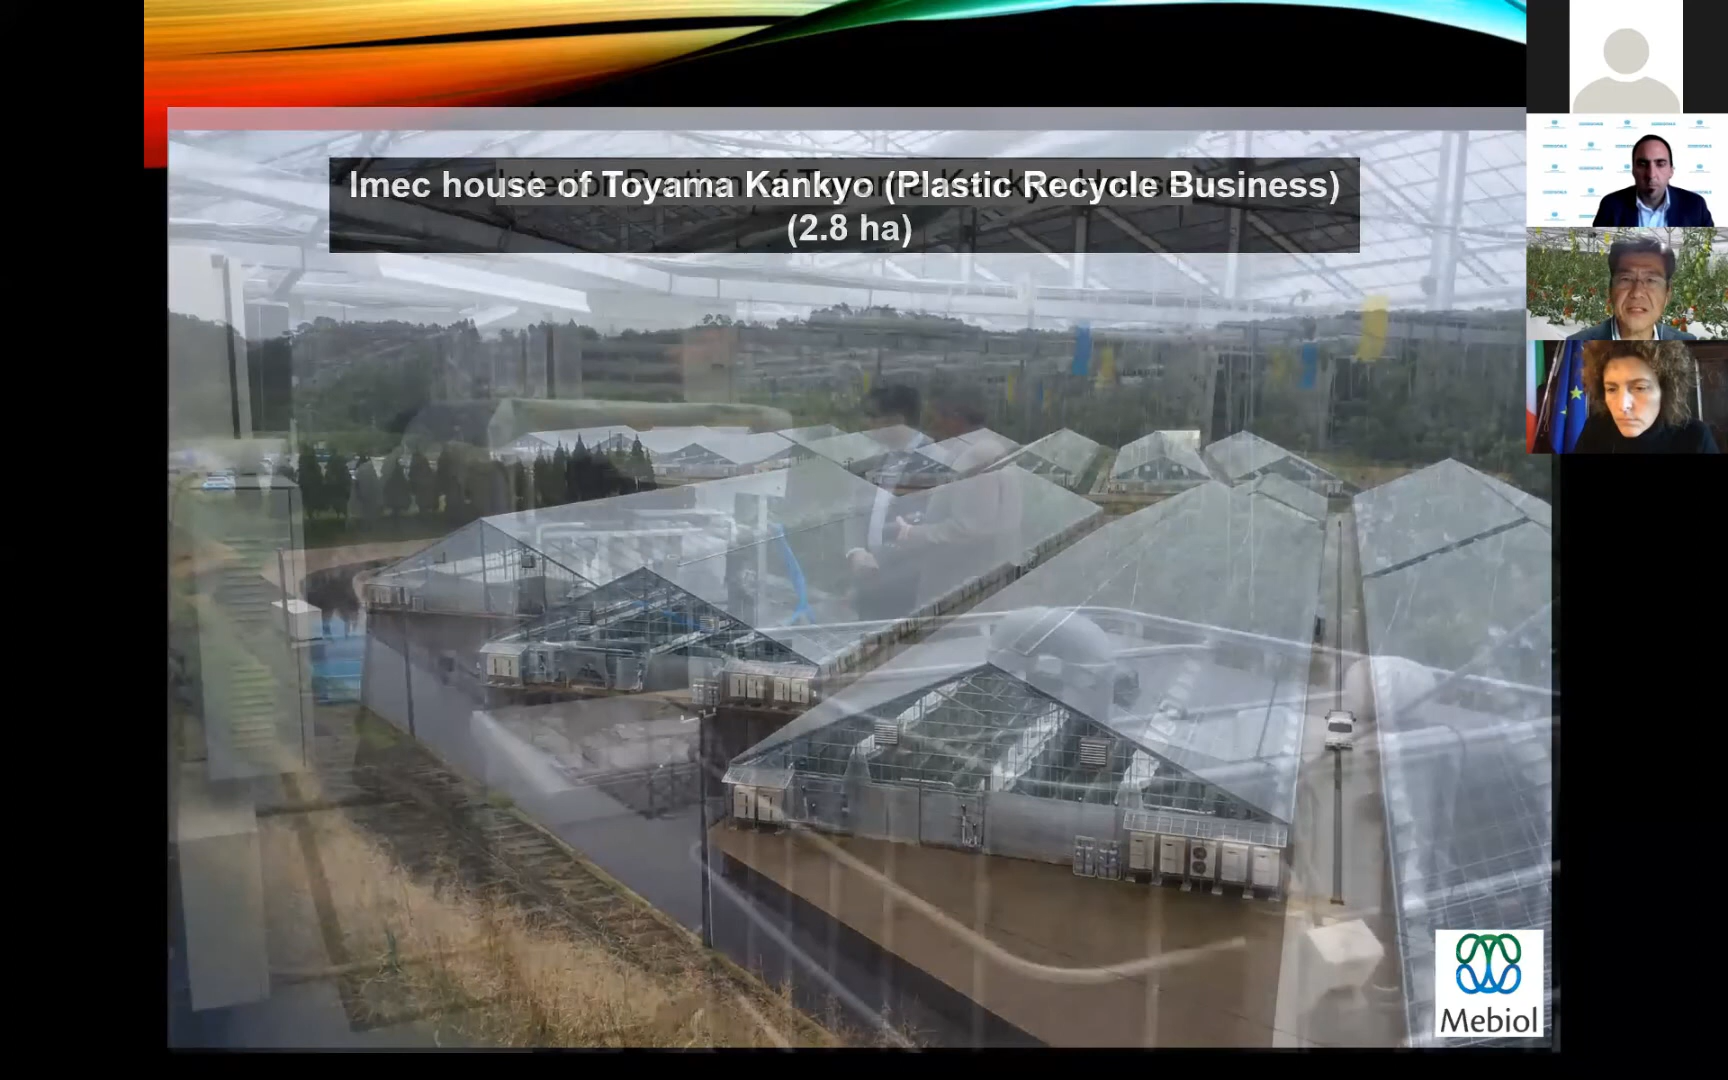 Imec house of Toyama Kankyo (Plastic Recycle Business)
(2.8 ha)
Mebiol